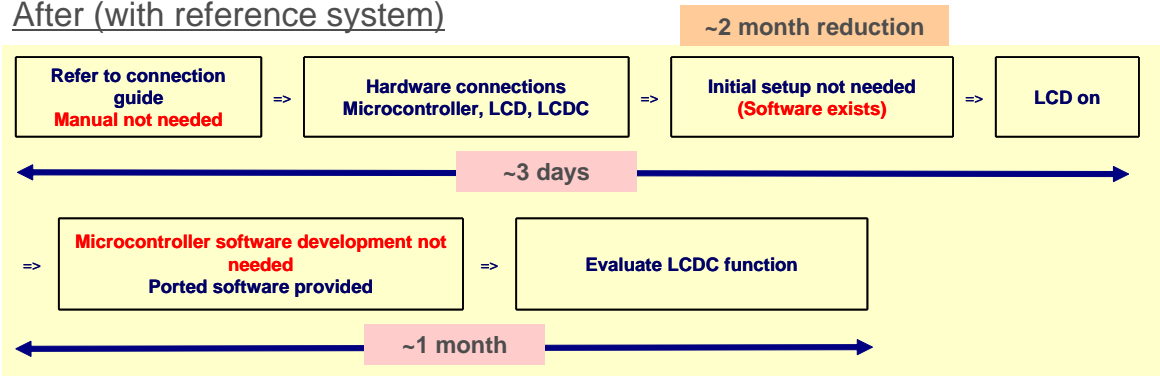 After (with reference system)
~2 month reduction
Refer to connection
guide
Manual not needed
=>
Hardware connections
Microcontroller, LCD, LCDC
=>
Initial setup not needed
(Software exists)
=>
LCD on
~3 days
=>
Microcontroller software development not
needed
Ported software provided
=>
Evaluate LCDC function
~1 month